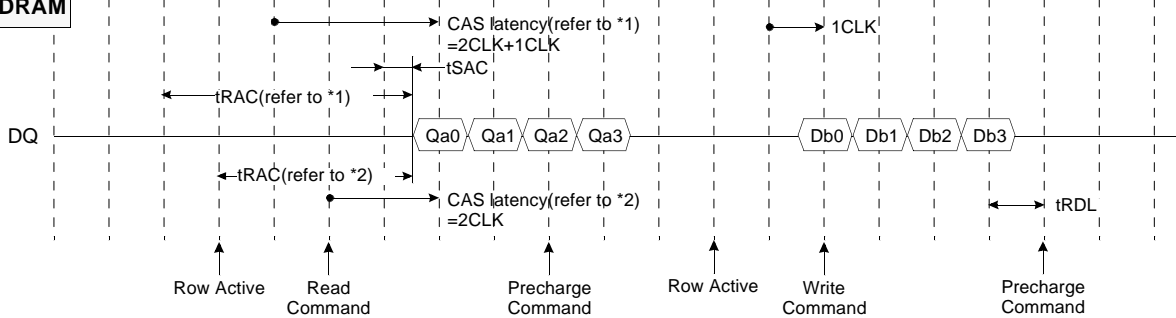 DRAM
CAS latency(refer to *1)
=2CLK+1CLK
1CLK
tSAC
tRAC(refer to *1)
DQ
Qa0 Qa1 Qa2 Qa3 Db0 Db1 Db2 Db3
tRAC(refer to *2)
CAS latency(refer to *2)
=2CLK
tRDL
Row Active
Read
Command
Precharge
Command
Row Active
Write
Command
Precharge
Command